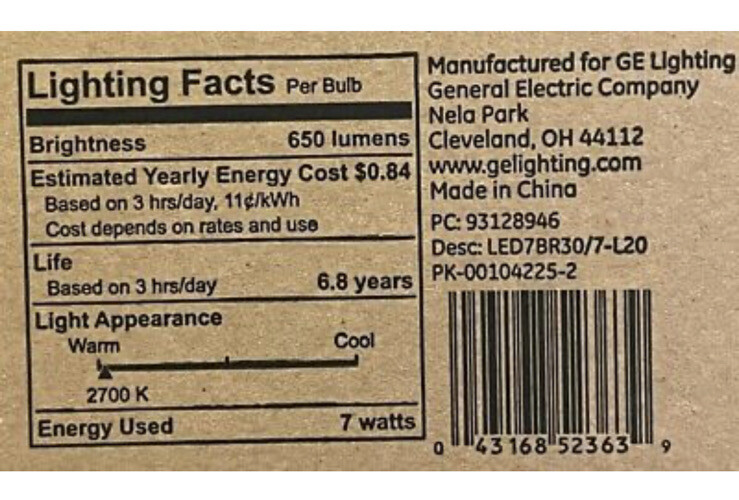 Lighting Facts Per Bulb
Brightness 650 lumens
Estimated Yearly Energy Cost $0.84
Based on 3 hrs/day, 11¢/kWh
Cost depends on rates and use
Life
Based on 3 hrs/day 6.8 years
Light Appearance
Warm Cool
2700 K
Energy Used 7 watts
Manufactured for GE Lighting
General Electric Company
Nela Park
Cleveland, OH 44112
www.gelighting.com
Made in China
PC: 93128946
Desc: LED7BR30/7-L20
PK-00104225-2
0 43168 52363 9